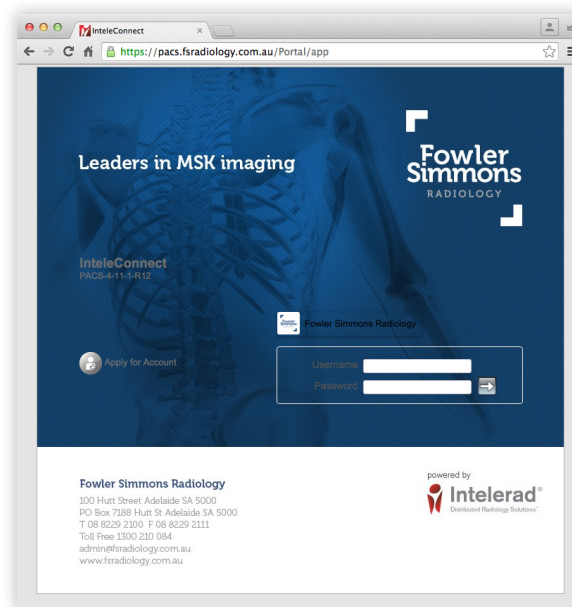 InteleConnect
https://pacs.fsradiology.com.au/Portal/app
Leaders in MSK imaging
Fowler
Simmons
RADIOLOGY
InteleConnect
PACS-4-11-1-R12
Fowler
Simmons
Fowler Simmons Radiology
Apply for Account
Username
Password
Fowler Simmons Radiology
100 Hutt Street Adelaide SA 5000
PO Box 7188 Hutt St Adelaide SA 5000
T 08 8229 2100 F 08 8229 2111
Toll Free 1300 210 084
admin@fsradiology.com.au
www.fsradiology.com.au
powered by
Intelerad®
Distributed Radiology Solutions™